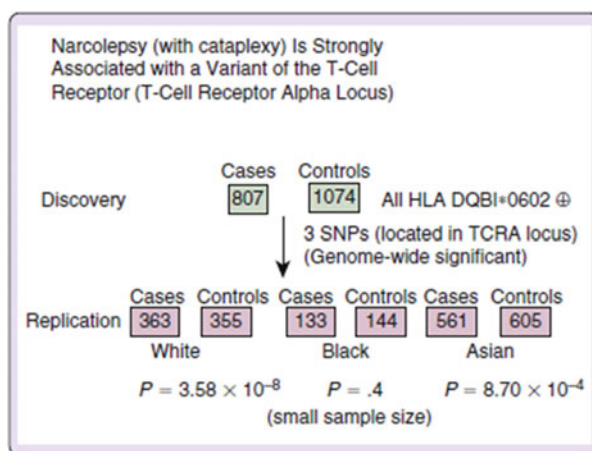 Narcolepsy (with cataplexy) Is Strongly
Associated with a Variant of the T-Cell
Receptor (T-Cell Receptor Alpha Locus)
Cases Controls
Discovery 807 1074 All HLA DQBI*0602 ⊕
3 SNPs (located in TCRA locus)
(Genome-wide significant)
Cases Controls Cases Controls Cases Controls
Replication 363 355 133 144 561 605
White Black Asian
P = 3.58 × 10⁻⁸ P = .4 P = 8.70 × 10⁻⁴
(small sample size)